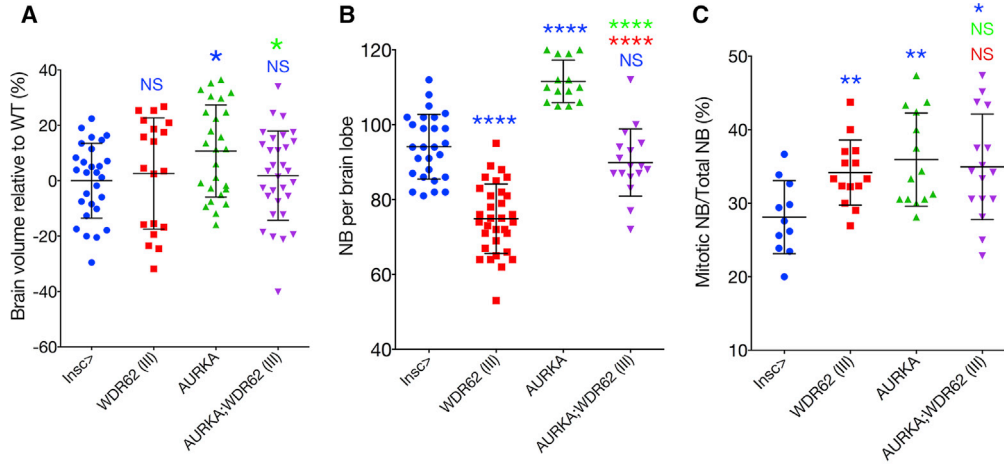 A
Brain volume relative to WT (%)
40
20
0
-20
-40
-60
NS
*
*
NS
Insc>
WDR62 (III)
AURKA
AURKA;WDR62 (III)
B
NB per brain lobe
120
100
80
60
40
****
****
****
****
NS
Insc>
WDR62 (III)
AURKA
AURKA;WDR62 (III)
C
Mitotic NB/Total NB (%)
50
40
30
20
10
**
**
*
NS
NS
Insc>
WDR62 (III)
AURKA
AURKA;WDR62 (III)